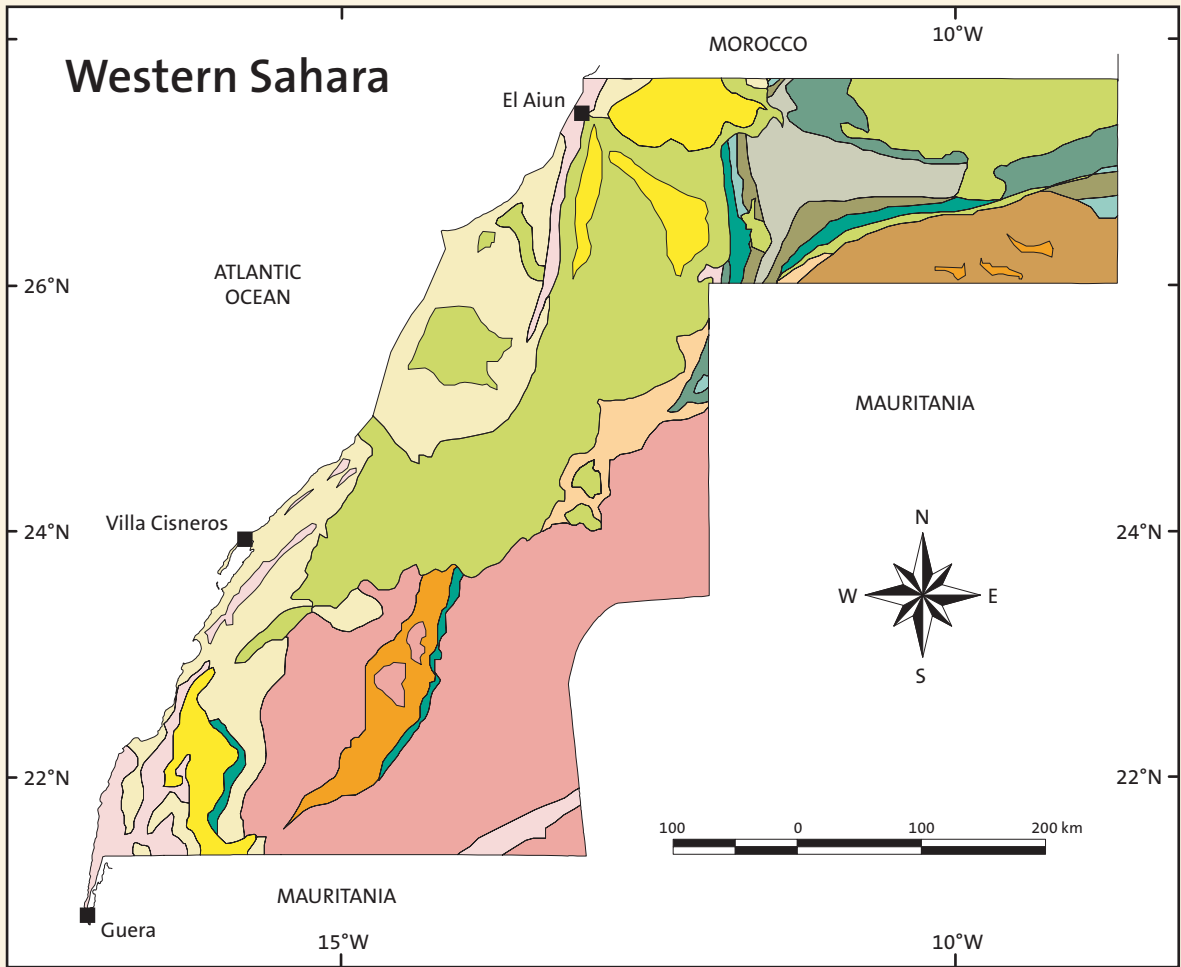 10°W
MOROCCO
Western Sahara
El Aiun
ATLANTIC
OCEAN
26°N
MAURITANIA
Villa Cisneros
24°N
24°N
N
W
E
S
22°N
22°N
100
0
100
200 km
MAURITANIA
Guera
15°W
10°W